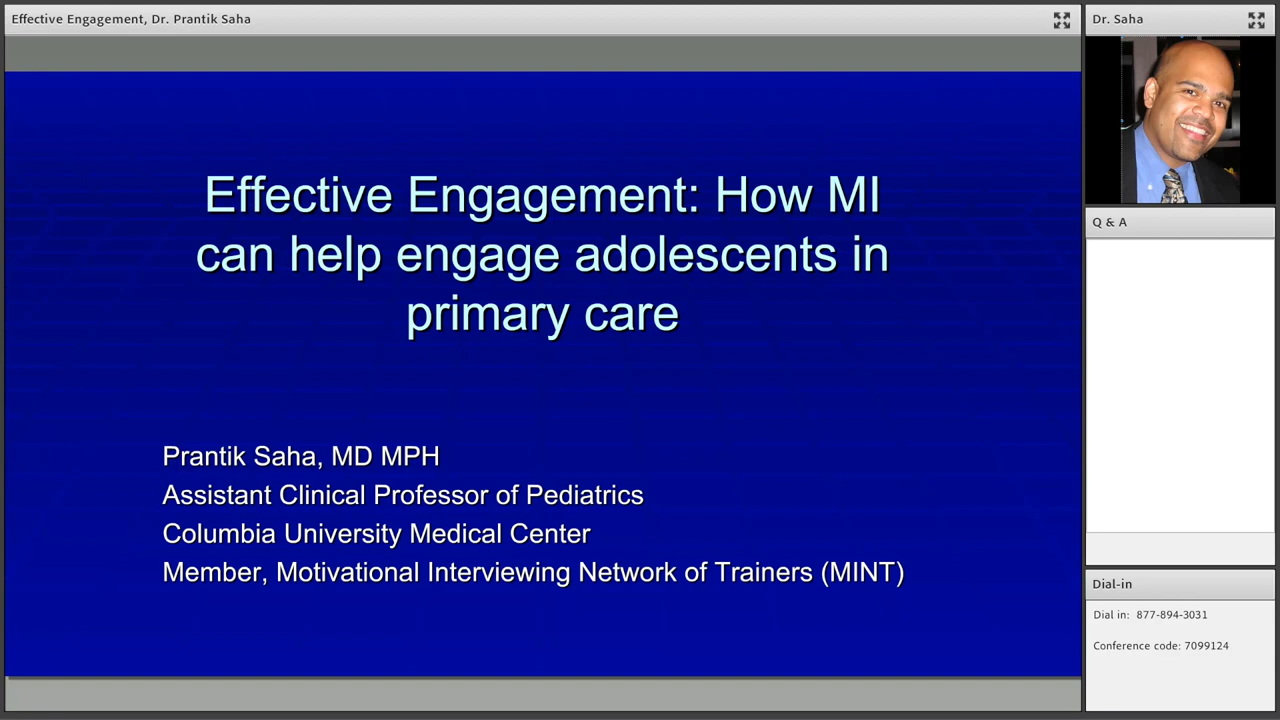 Effective Engagement, Dr. Prantik Saha
Effective Engagement: How MI
can help engage adolescents in
primary care
Prantik Saha, MD MPH
Assistant Clinical Professor of Pediatrics
Columbia University Medical Center
Member, Motivational Interviewing Network of Trainers (MINT)
Dr. Saha
Q & A
Dial-in
Dial in:  877-894-3031
Conference code: 7099124